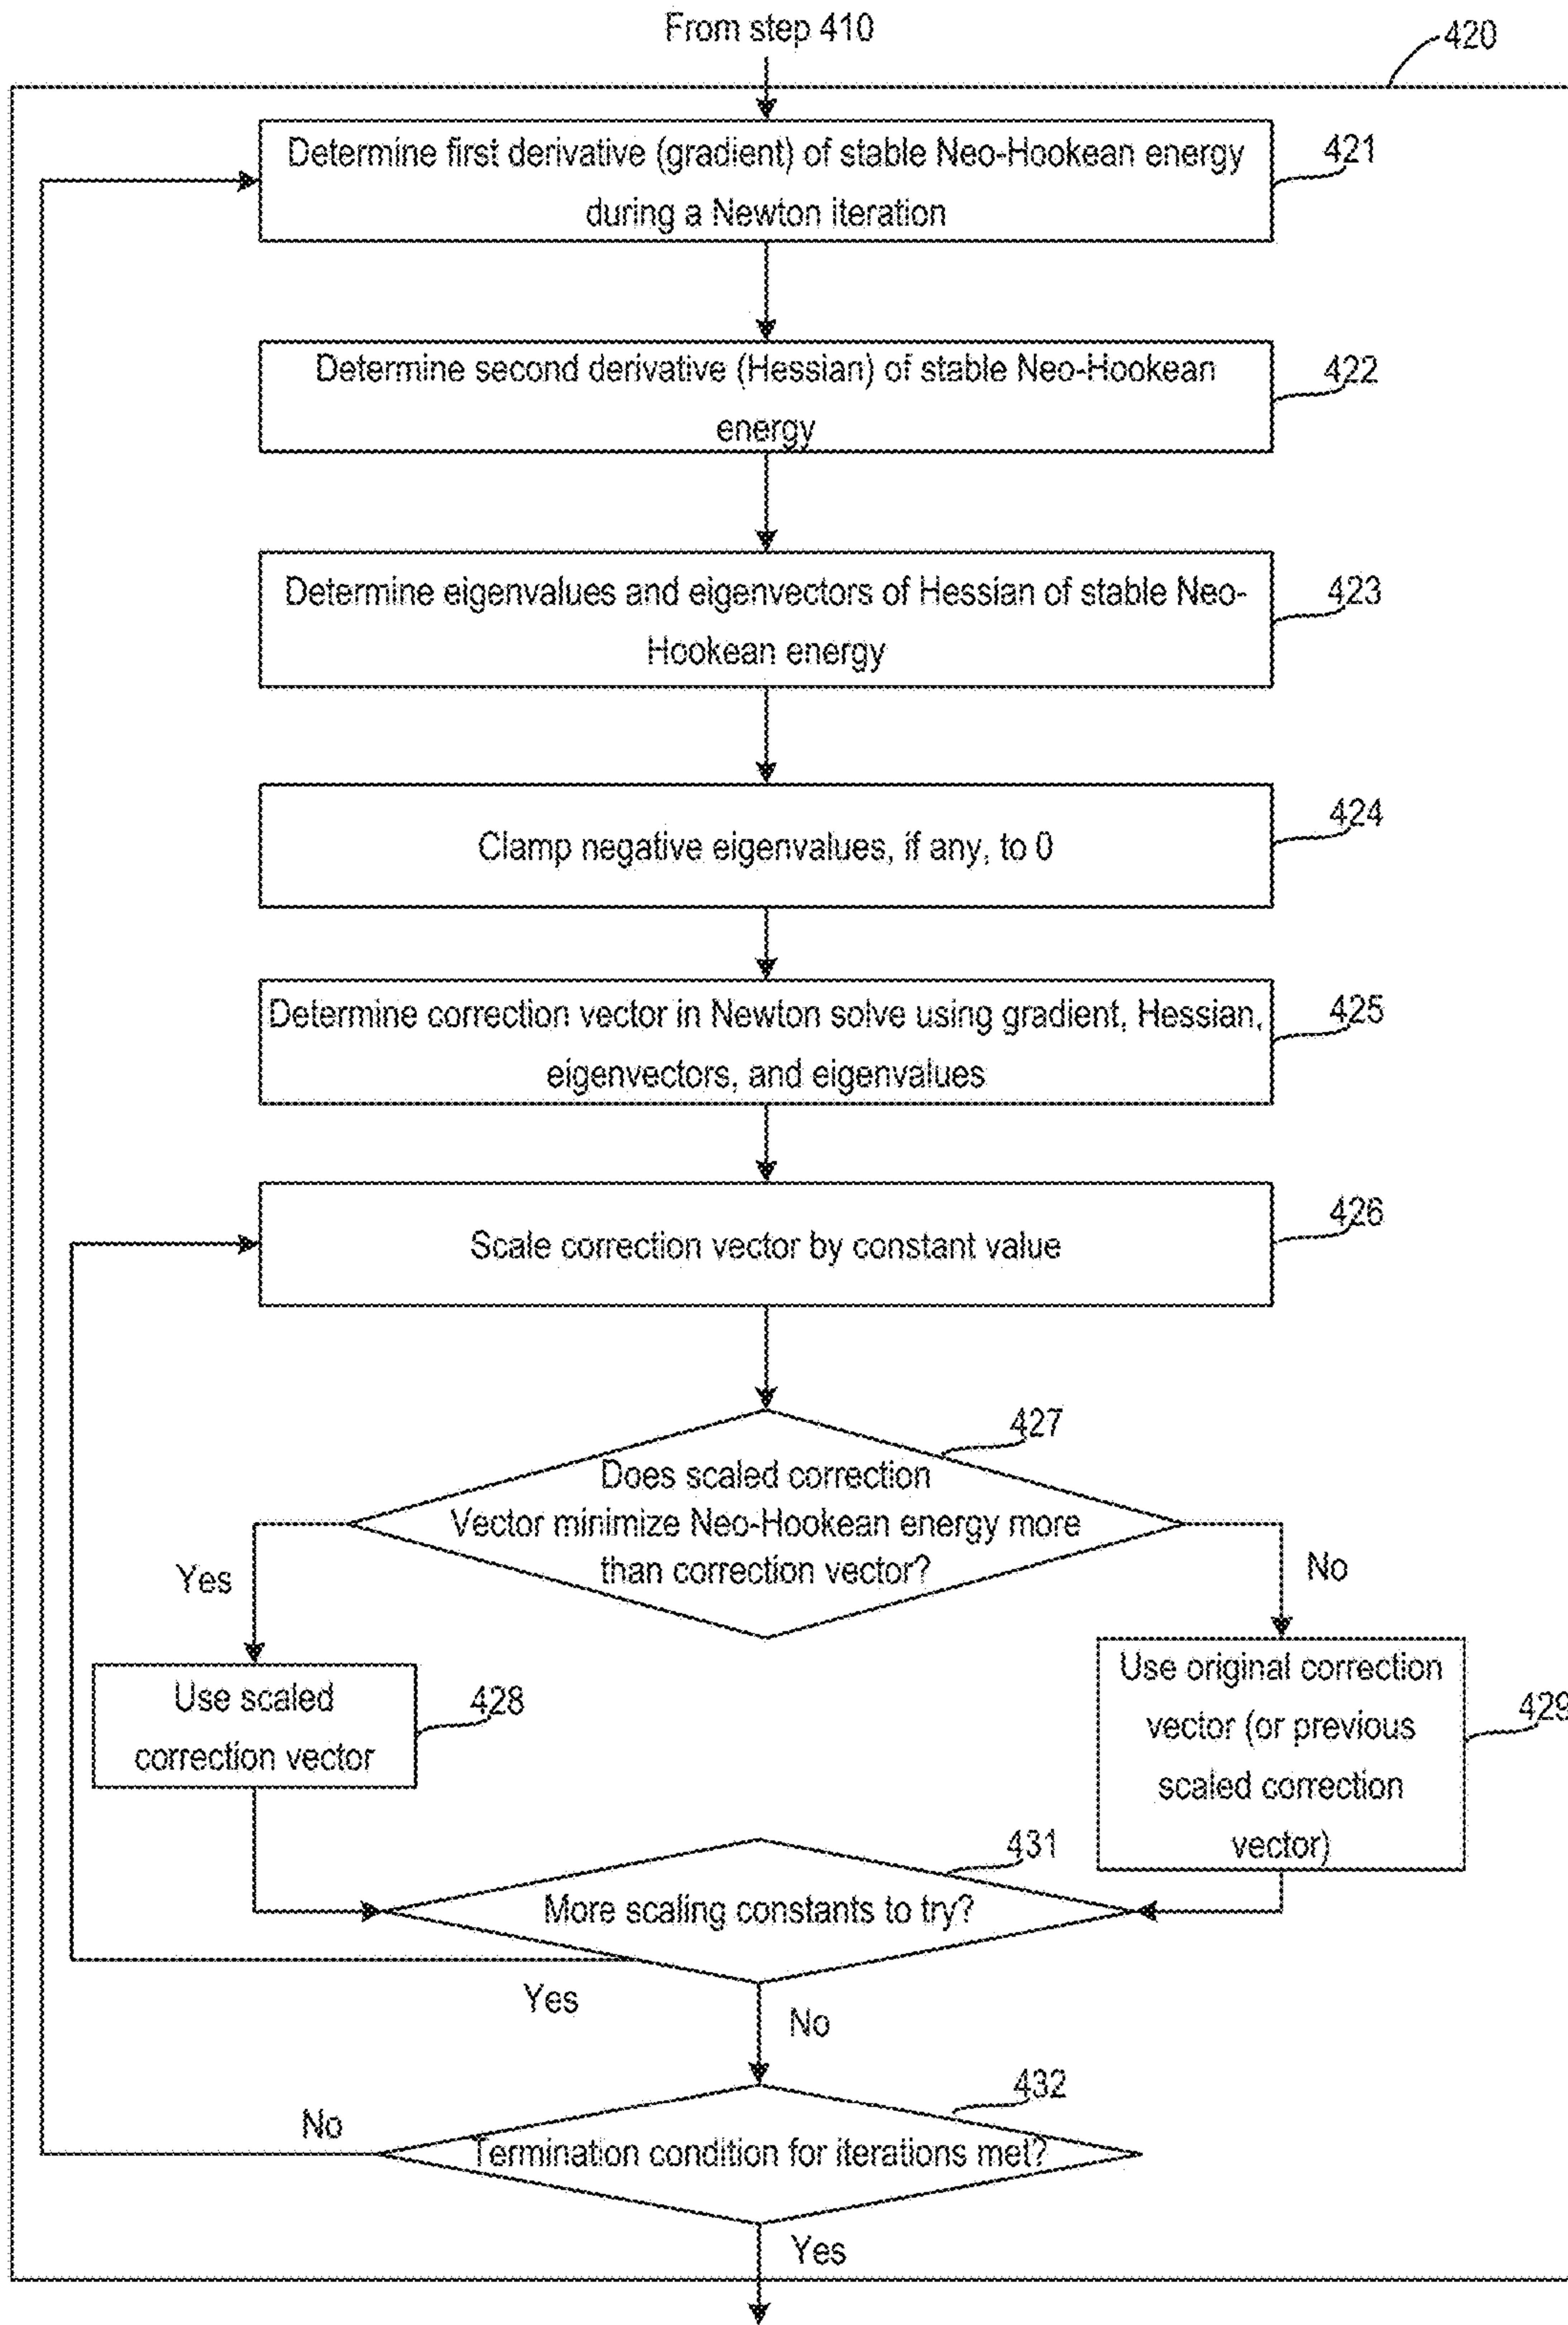 From step 410
420
Determine first derivative (gradient) of stable Neo-Hookean energy
during a Newton iteration
421
Determine second derivative (Hessian) of stable Neo-Hookean
energy
422
Determine eigenvalues and eigenvectors of Hessian of stable Neo-
Hookean energy
423
Clamp negative eigenvalues, if any, to 0
424
Determine correction vector in Newton solve using gradient, Hessian,
eigenvectors, and eigenvalues
425
Scale correction vector by constant value
426
427
Does scaled correction
Vector minimize Neo-Hookean energy more
than correction vector?
Yes
No
Use scaled
correction vector
428
Use original correction
vector (or previous
scaled correction
vector)
429
431
More scaling constants to try?
Yes
No
432
Termination condition for iterations met?
No
Yes